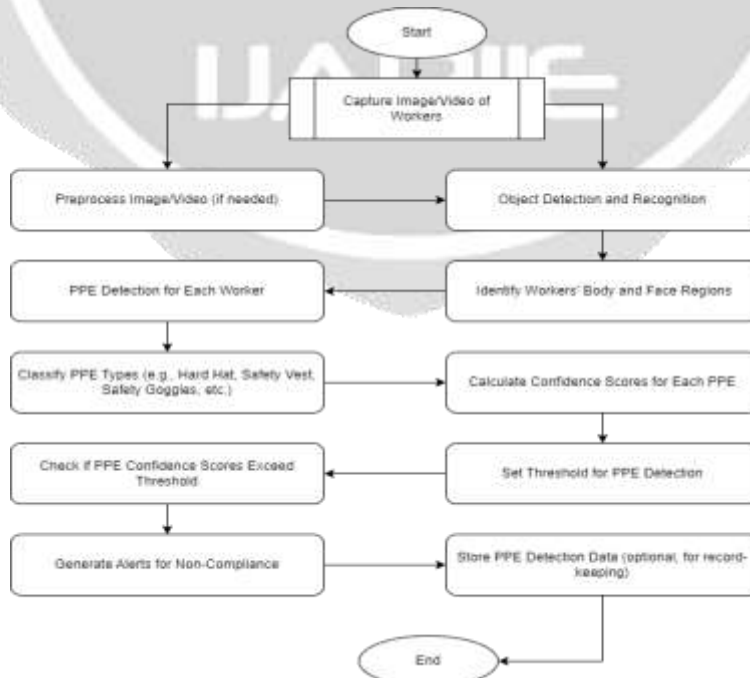 Start
Capture Image/Video of
Workers
Preprocess Image/Video (if needed)
Object Detection and Recognition
PPE Detection for Each Worker
Identify Workers' Body and Face Regions
Classify PPE Types (e.g., Hard Hat, Safety Vest,
Safety Goggles, etc.)
Calculate Confidence Scores for Each PPE
Check if PPE Confidence Scores Exceed
Threshold
Set Threshold for PPE Detection
Generate Alerts for Non-Compliance
Store PPE Detection Data (optional, for record-
keeping)
End